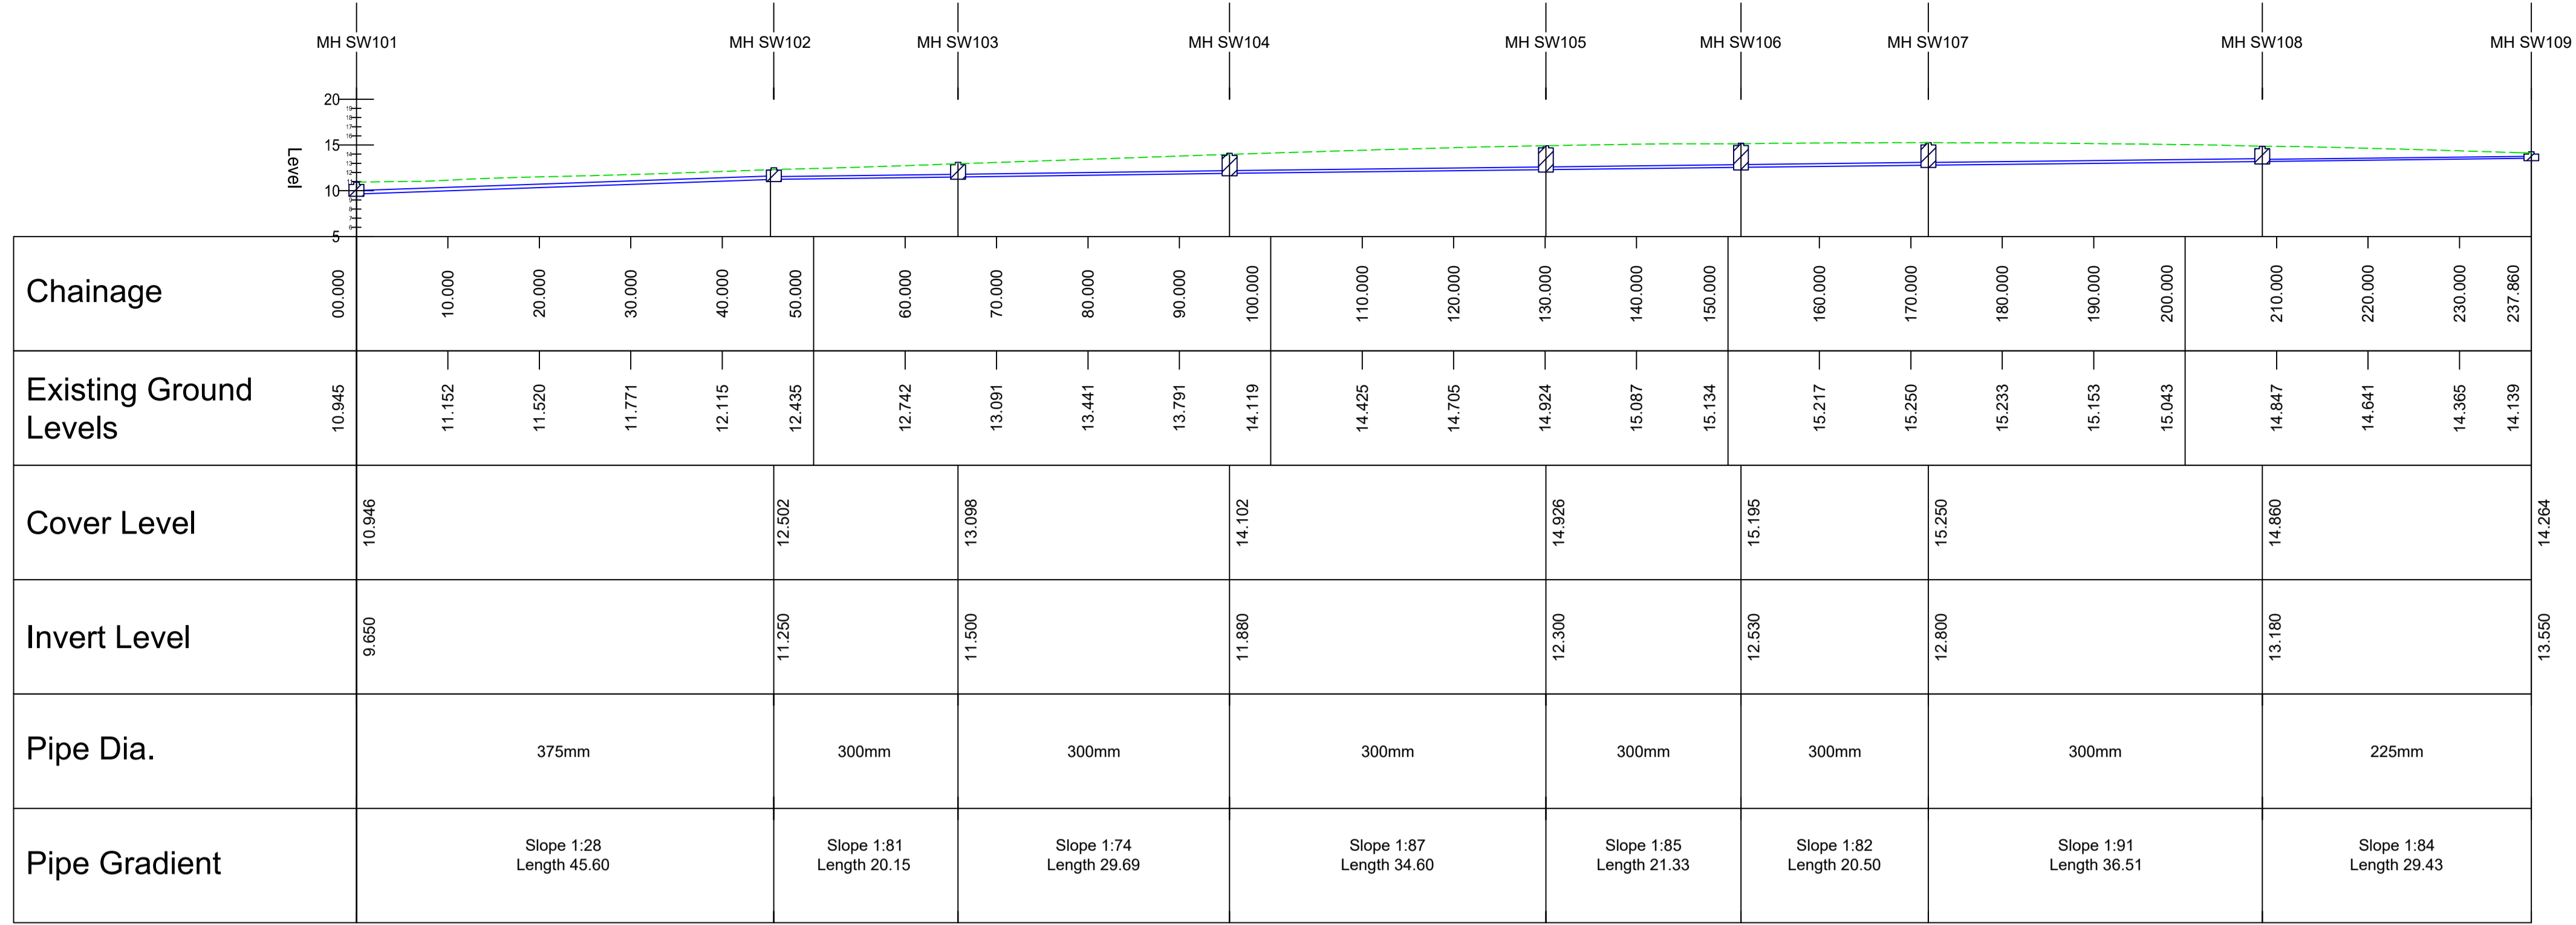 MH SW101 MH SW102 MH SW103 MH SW104 MH SW105 MH SW106 MH SW107 MH SW108 MH SW109
20
15
10
5
Level
Chainage 00.000 10.000 20.000 30.000 40.000 50.000 60.000 70.000 80.000 90.000 100.000 110.000 120.000 130.000 140.000 150.000 160.000 170.000 180.000 190.000 200.000 210.000 220.000 230.000 237.860
Existing Ground
Levels
10.945 11.152 11.520 11.771 12.115 12.435 12.742 13.091 13.441 13.791 14.119 14.425 14.705 14.924 15.087 15.134 15.217 15.250 15.233 15.153 15.043 14.847 14.641 14.365 14.139
Cover Level 10.946 12.502 13.098 14.102 14.926 15.195 15.250 14.860 14.264
Invert Level 9.650 11.250 11.500 11.880 12.300 12.530 12.800 13.180 13.550
Pipe Dia. 375mm 300mm 300mm 300mm 300mm 300mm 300mm 225mm
Pipe Gradient
Slope 1:28
Length 45.60
Slope 1:81
Length 20.15
Slope 1:74
Length 29.69
Slope 1:87
Length 34.60
Slope 1:85
Length 21.33
Slope 1:82
Length 20.50
Slope 1:91
Length 36.51
Slope 1:84
Length 29.43